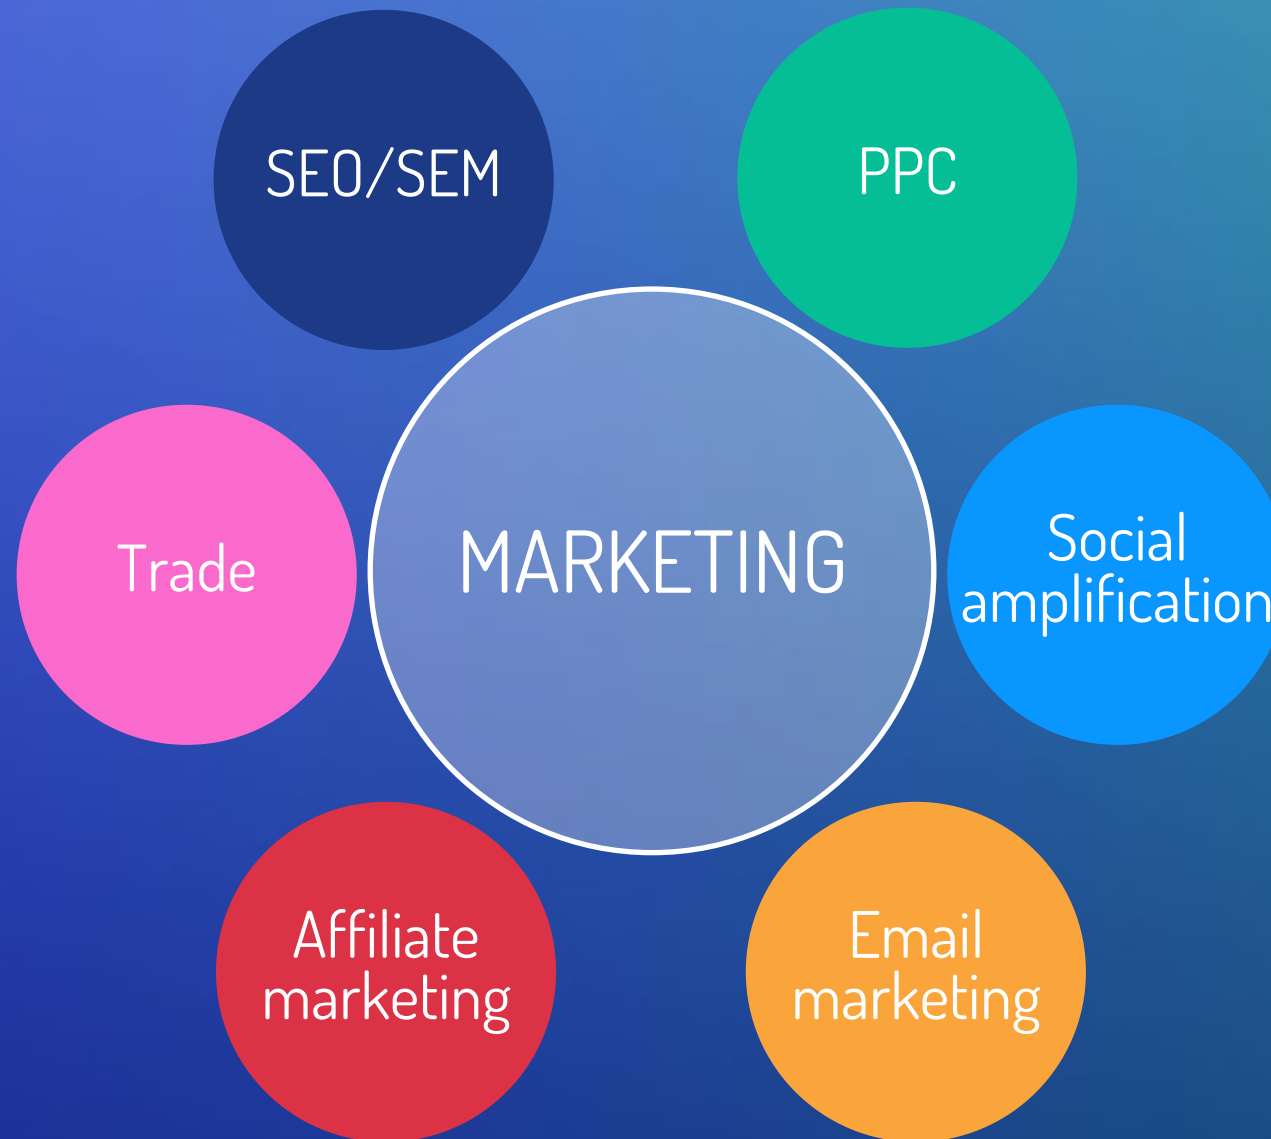 SEO/SEM
PPC
Trade
MARKETING
Social
amplification
Affiliate
marketing
Email
marketing